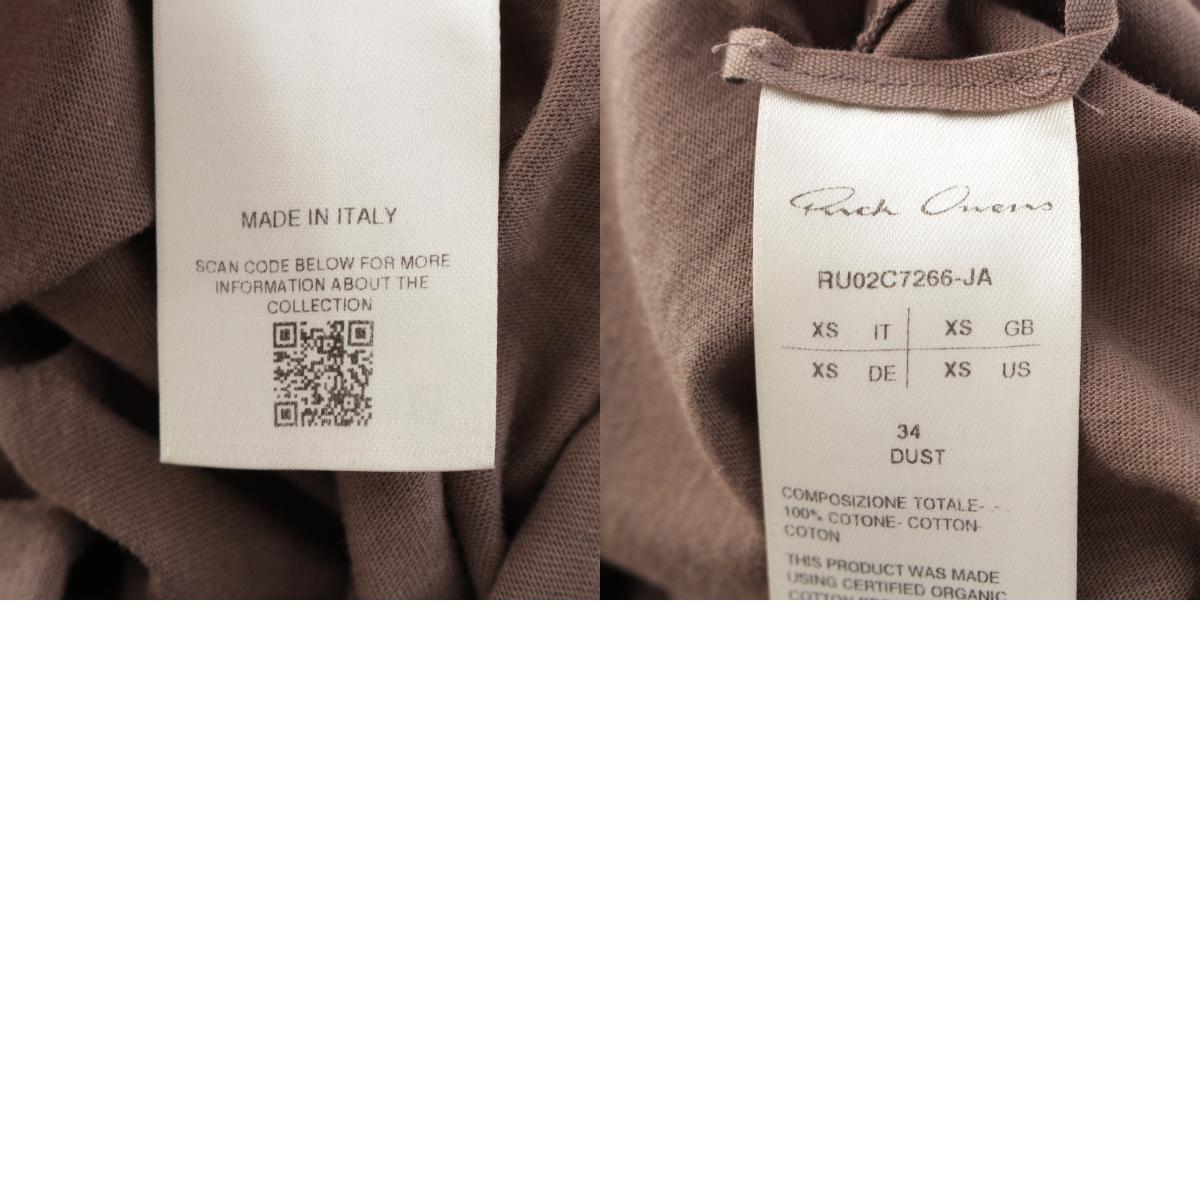 MADE IN ITALY
SCAN CODE BELOW FOR MORE
INFORMATION ABOUT THE
COLLECTION
Rick Owens
RU02C7266-JA
XS IT XS GB
XS DE XS US
34
DUST
COMPOSIZIONE TOTALE-
100% COTONE- COTTON-
COTON
THIS PRODUCT WAS MADE
USING CERTIFIED ORGANIC
COTTON